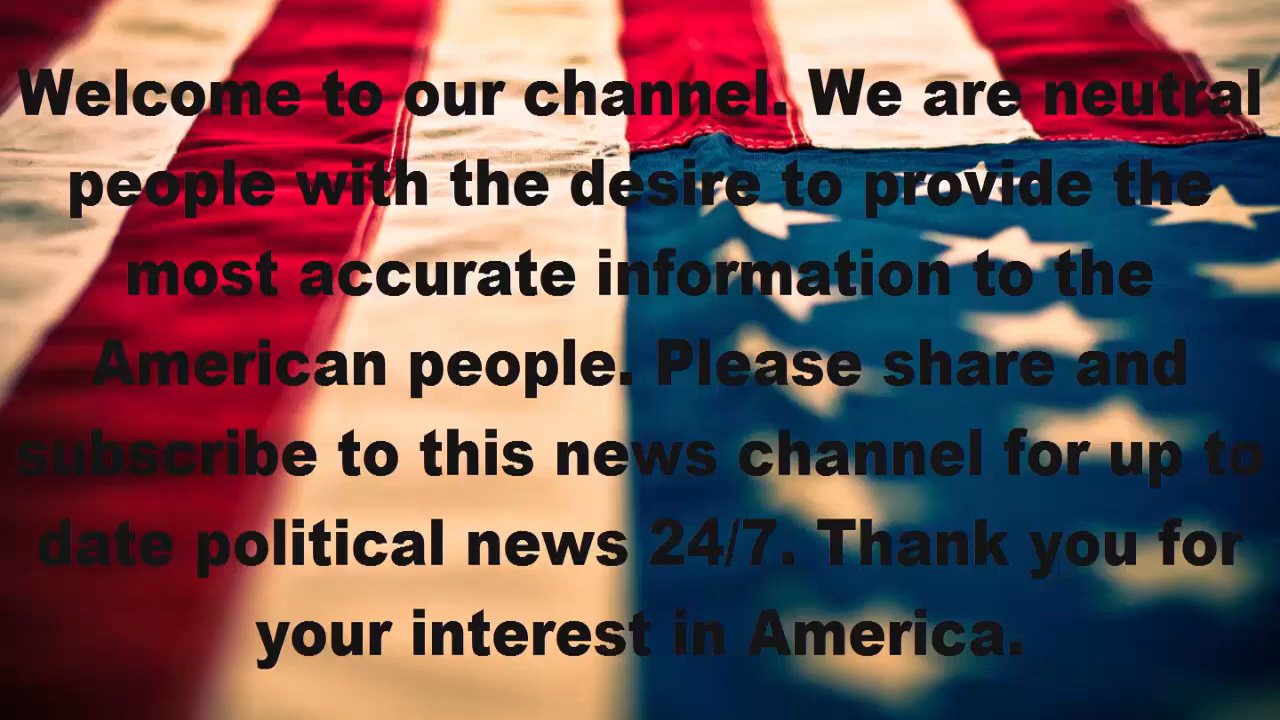 Welcome to our channel. We are neutral
people with the desire to provide the
most accurate information to the
American people. Please share and
subscribe to this news channel for up to
date political news 24/7. Thank you for
your interest in America.